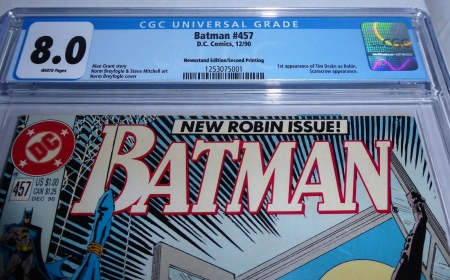 CGC UNIVERSAL GRADE
8.0
WHITE Pages
Batman #457
D.C. Comics, 12/90
Newsstand Edition/Second Printing
Alan Grant story
Norm Breyfogle & Steve Mitchell art
Norm Breyfogle cover
1253075001
1st appearance of Tim Drake as Robin.
Scarecrow appearance.
NEW ROBIN ISSUE!
DC
BATMAN
457
US $1.00
CAN $1.25
DEC 90